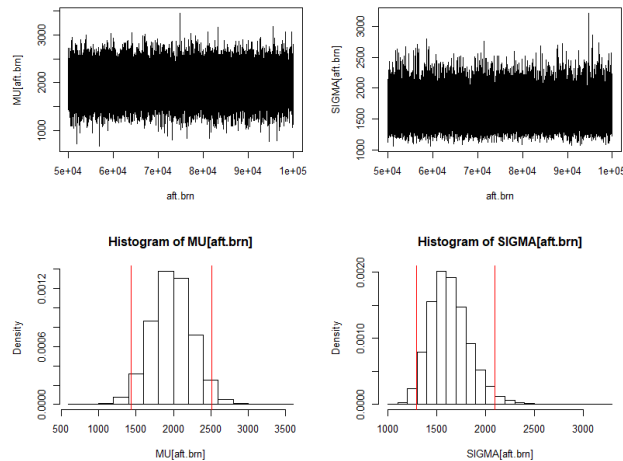 MU[aft.brn]
1000
2000
3000
5e+04
6e+04
7e+04
8e+04
9e+04
1e+05
aft.brn
SIGMA[aft.brn]
1000
1500
2000
2500
3000
5e+04
6e+04
7e+04
8e+04
9e+04
1e+05
aft.brn
Histogram of MU[aft.brn]
Density
0.0000
0.0006
0.0012
500
1000
1500
2000
2500
3000
3500
MU[aft.brn]
Histogram of SIGMA[aft.brn]
Density
0.0000
0.0010
0.0020
1000
1500
2000
2500
3000
SIGMA[aft.brn]